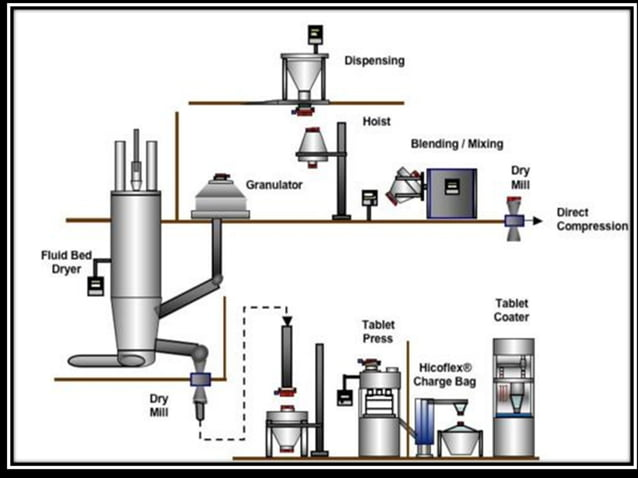 Dispensing
Hoist
Blending / Mixing
Dry
Mill
Granulator
Direct
Compression
Fluid Bed
Dryer
Tablet
Coater
Tablet
Press
Hicoflex®
Charge Bag
Dry
Mill